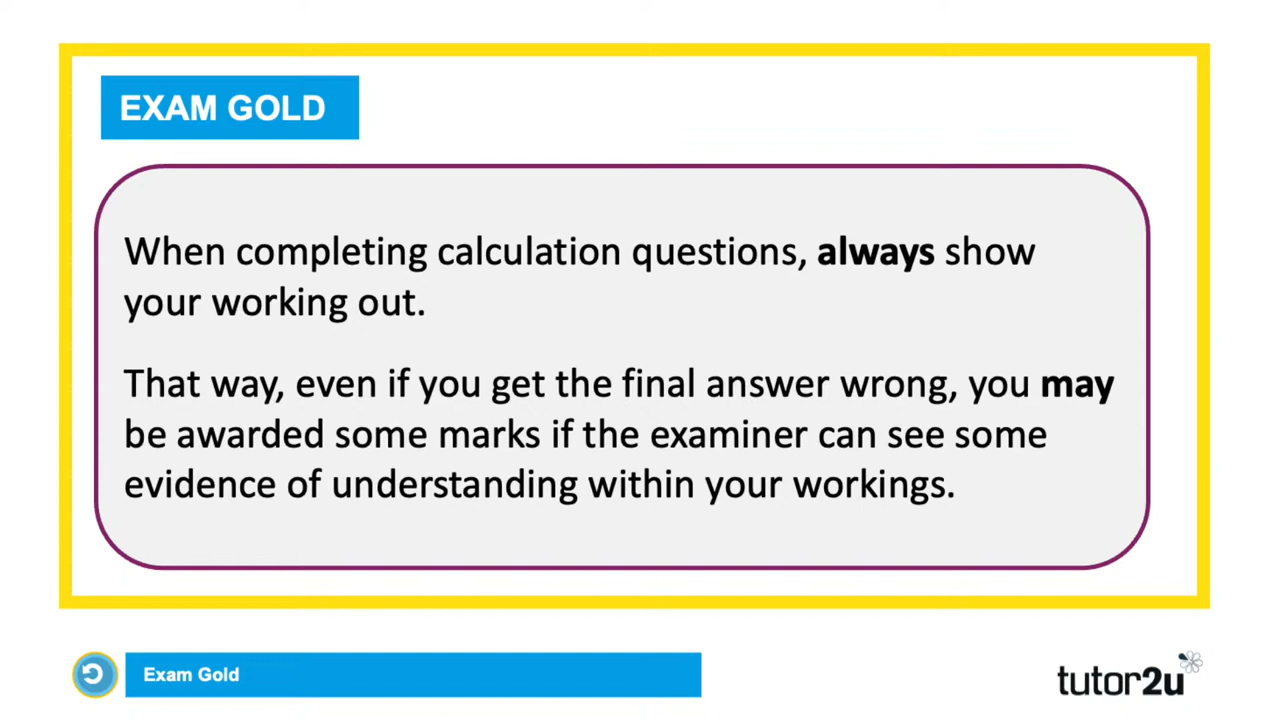 EXAM GOLD
When completing calculation questions, always show
your working out.
That way, even if you get the final answer wrong, you may
be awarded some marks if the examiner can see some
evidence of understanding within your workings.
Exam Gold
tutor2u